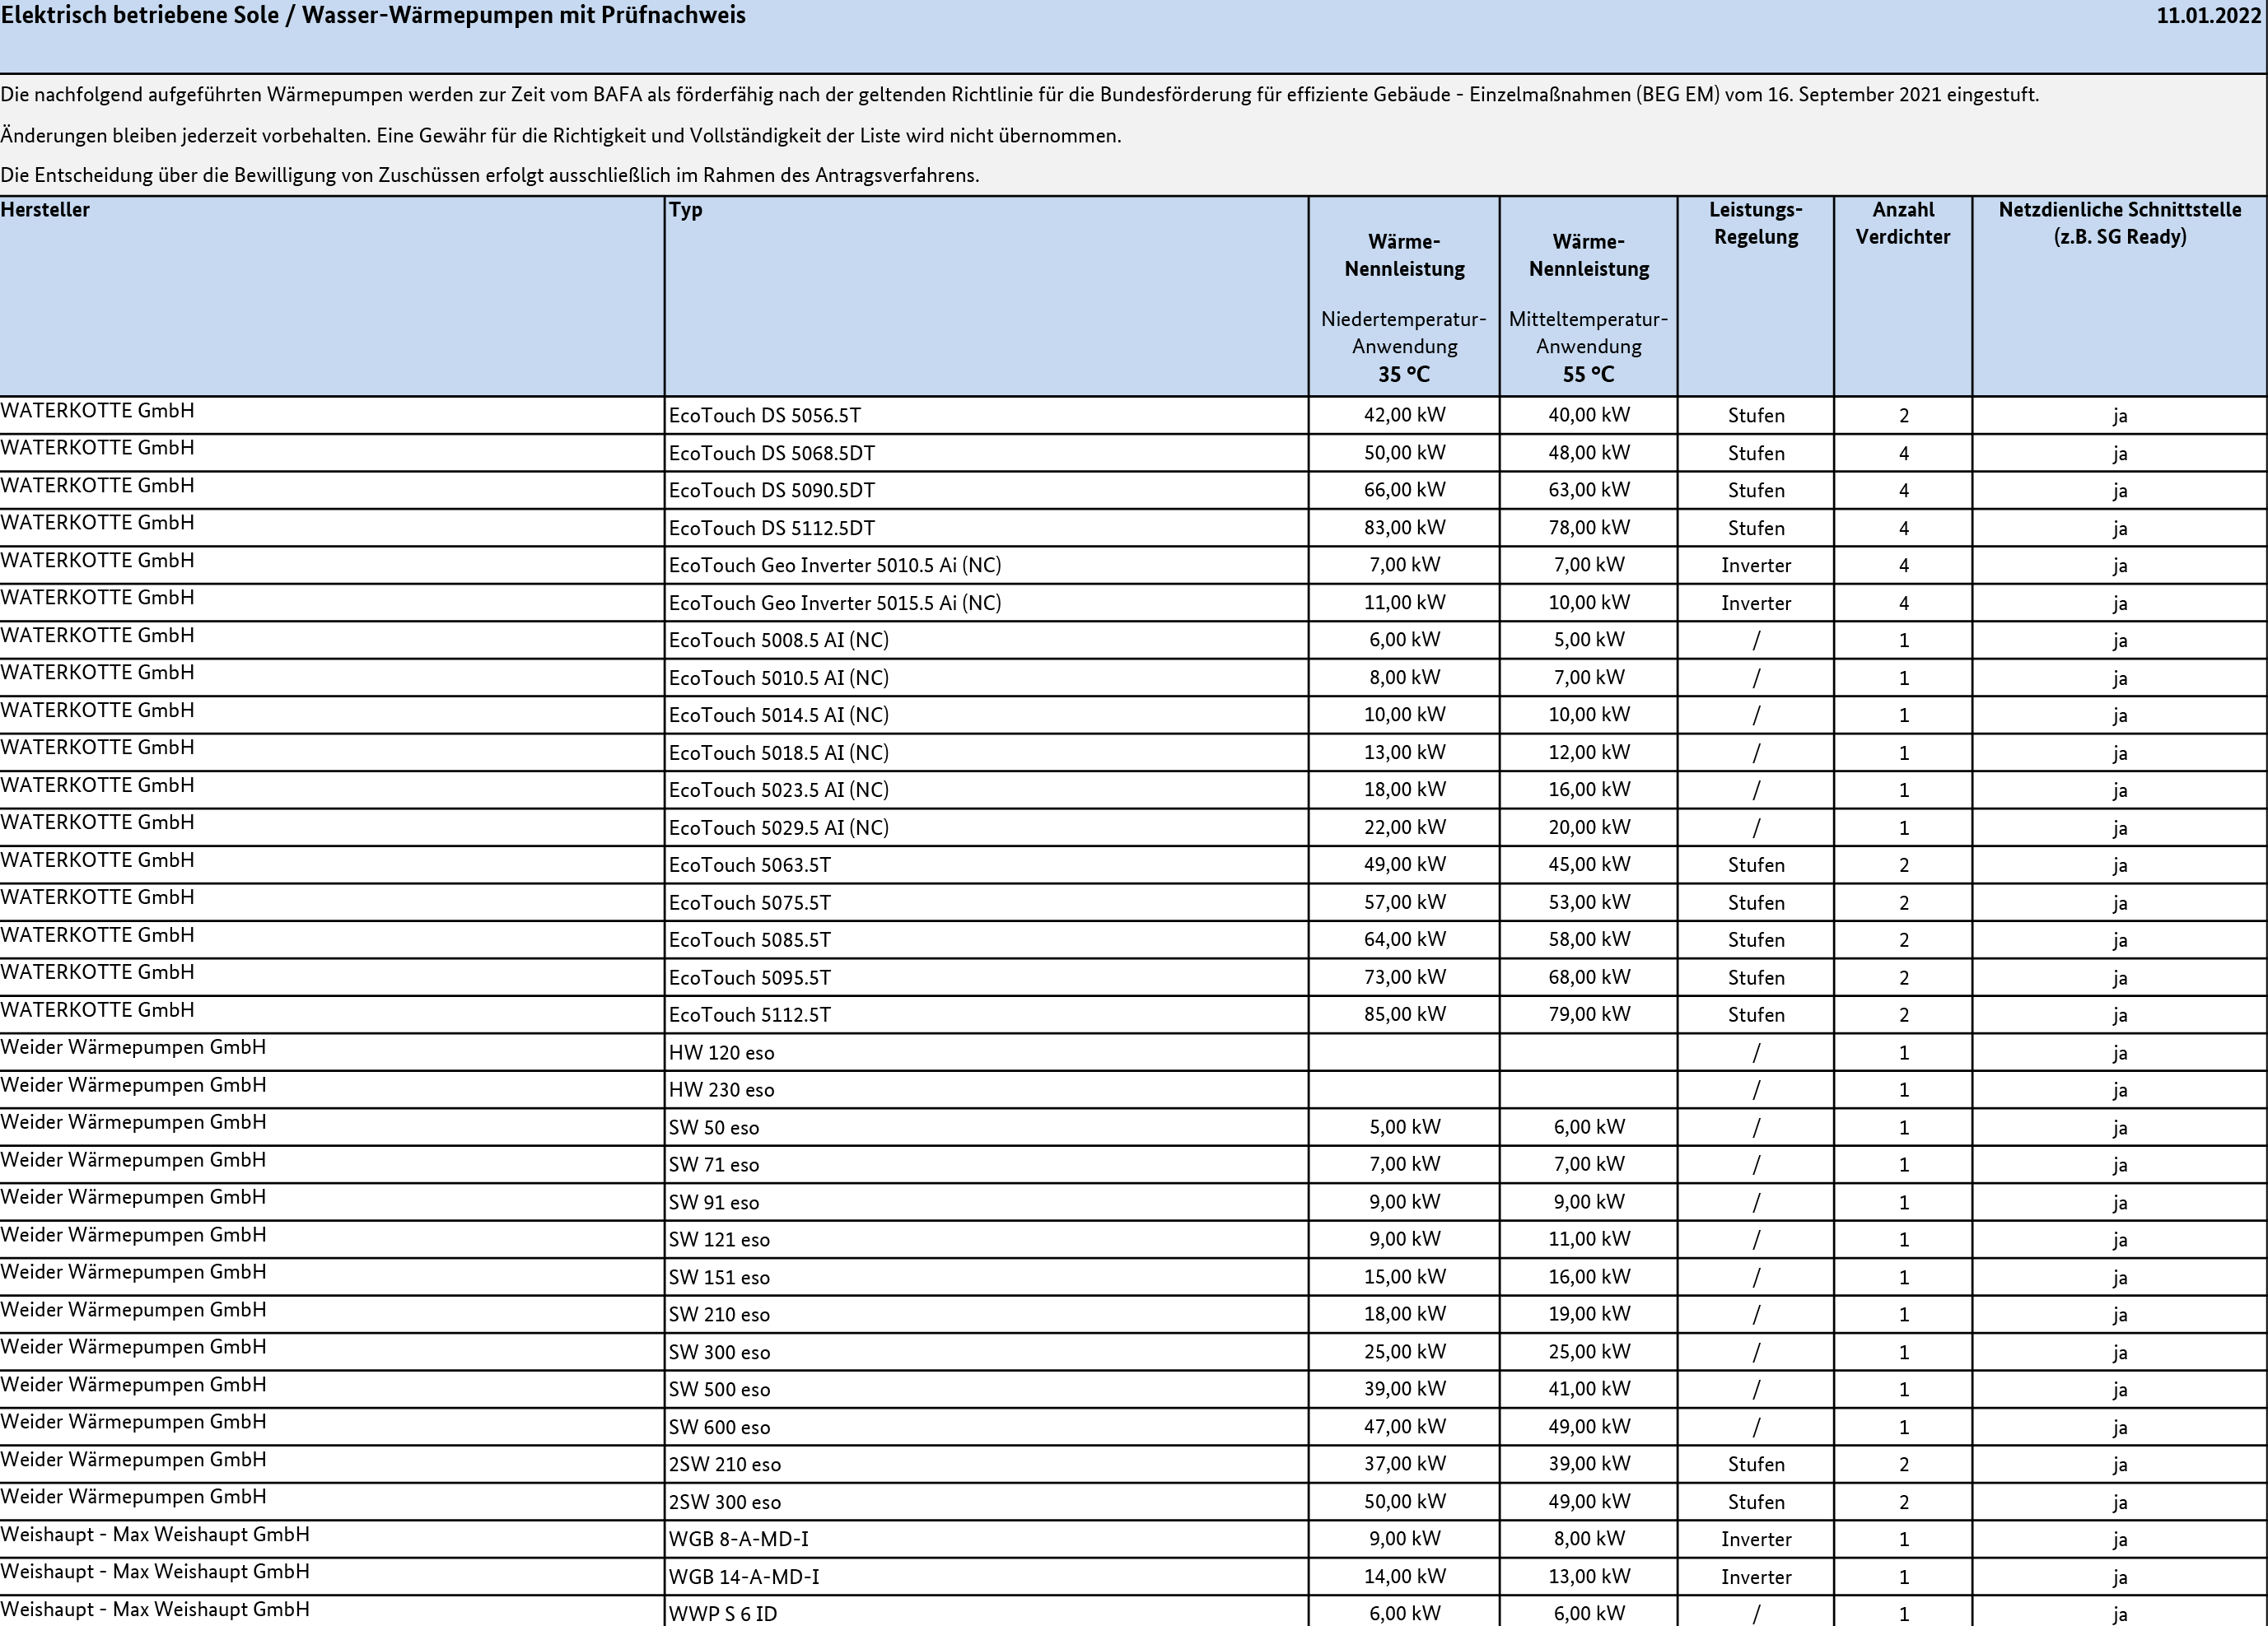 Elektrisch betriebene Sole / Wasser-Wärmepumpen mit Prüfnachweis 11.01.2022
Die nachfolgend aufgeführten Wärmepumpen werden zur Zeit vom BAFA als förderfähig nach der geltenden Richtlinie für die Bundesförderung für effiziente Gebäude - Einzelmaßnahmen (BEG EM) vom 16. September 2021 eingestuft.
Änderungen bleiben jederzeit vorbehalten. Eine Gewähr für die Richtigkeit und Vollständigkeit der Liste wird nicht übernommen.
Die Entscheidung über die Bewilligung von Zuschüssen erfolgt ausschließlich im Rahmen des Antragsverfahrens.
Hersteller
Typ
Wärme-
Nennleistung
Niedertemperatur-
Anwendung
35 °C
Wärme-
Nennleistung
Mitteltemperatur-
Anwendung
55 °C
Leistungs-
Regelung
Anzahl
Verdichter
Netzdienliche Schnittstelle
(z.B. SG Ready)
WATERKOTTE GmbH EcoTouch DS 5056.5T 42,00 kW 40,00 kW Stufen 2 ja
WATERKOTTE GmbH EcoTouch DS 5068.5DT 50,00 kW 48,00 kW Stufen 4 ja
WATERKOTTE GmbH EcoTouch DS 5090.5DT 66,00 kW 63,00 kW Stufen 4 ja
WATERKOTTE GmbH EcoTouch DS 5112.5DT 83,00 kW 78,00 kW Stufen 4 ja
WATERKOTTE GmbH EcoTouch Geo Inverter 5010.5 Ai (NC) 7,00 kW 7,00 kW Inverter 4 ja
WATERKOTTE GmbH EcoTouch Geo Inverter 5015.5 Ai (NC) 11,00 kW 10,00 kW Inverter 4 ja
WATERKOTTE GmbH EcoTouch 5008.5 AI (NC) 6,00 kW 5,00 kW / 1 ja
WATERKOTTE GmbH EcoTouch 5010.5 AI (NC) 8,00 kW 7,00 kW / 1 ja
WATERKOTTE GmbH EcoTouch 5014.5 AI (NC) 10,00 kW 10,00 kW / 1 ja
WATERKOTTE GmbH EcoTouch 5018.5 AI (NC) 13,00 kW 12,00 kW / 1 ja
WATERKOTTE GmbH EcoTouch 5023.5 AI (NC) 18,00 kW 16,00 kW / 1 ja
WATERKOTTE GmbH EcoTouch 5029.5 AI (NC) 22,00 kW 20,00 kW / 1 ja
WATERKOTTE GmbH EcoTouch 5063.5T 49,00 kW 45,00 kW Stufen 2 ja
WATERKOTTE GmbH EcoTouch 5075.5T 57,00 kW 53,00 kW Stufen 2 ja
WATERKOTTE GmbH EcoTouch 5085.5T 64,00 kW 58,00 kW Stufen 2 ja
WATERKOTTE GmbH EcoTouch 5095.5T 73,00 kW 68,00 kW Stufen 2 ja
WATERKOTTE GmbH EcoTouch 5112.5T 85,00 kW 79,00 kW Stufen 2 ja
Weider Wärmepumpen GmbH HW 120 eso / 1 ja
Weider Wärmepumpen GmbH HW 230 eso / 1 ja
Weider Wärmepumpen GmbH SW 50 eso 5,00 kW 6,00 kW / 1 ja
Weider Wärmepumpen GmbH SW 71 eso 7,00 kW 7,00 kW / 1 ja
Weider Wärmepumpen GmbH SW 91 eso 9,00 kW 9,00 kW / 1 ja
Weider Wärmepumpen GmbH SW 121 eso 9,00 kW 11,00 kW / 1 ja
Weider Wärmepumpen GmbH SW 151 eso 15,00 kW 16,00 kW / 1 ja
Weider Wärmepumpen GmbH SW 210 eso 18,00 kW 19,00 kW / 1 ja
Weider Wärmepumpen GmbH SW 300 eso 25,00 kW 25,00 kW / 1 ja
Weider Wärmepumpen GmbH SW 500 eso 39,00 kW 41,00 kW / 1 ja
Weider Wärmepumpen GmbH SW 600 eso 47,00 kW 49,00 kW / 1 ja
Weider Wärmepumpen GmbH 2SW 210 eso 37,00 kW 39,00 kW Stufen 2 ja
Weider Wärmepumpen GmbH 2SW 300 eso 50,00 kW 49,00 kW Stufen 2 ja
Weishaupt - Max Weishaupt GmbH WGB 8-A-MD-I 9,00 kW 8,00 kW Inverter 1 ja
Weishaupt - Max Weishaupt GmbH WGB 14-A-MD-I 14,00 kW 13,00 kW Inverter 1 ja
Weishaupt - Max Weishaupt GmbH WWP S 6 ID 6,00 kW 6,00 kW / 1 ja